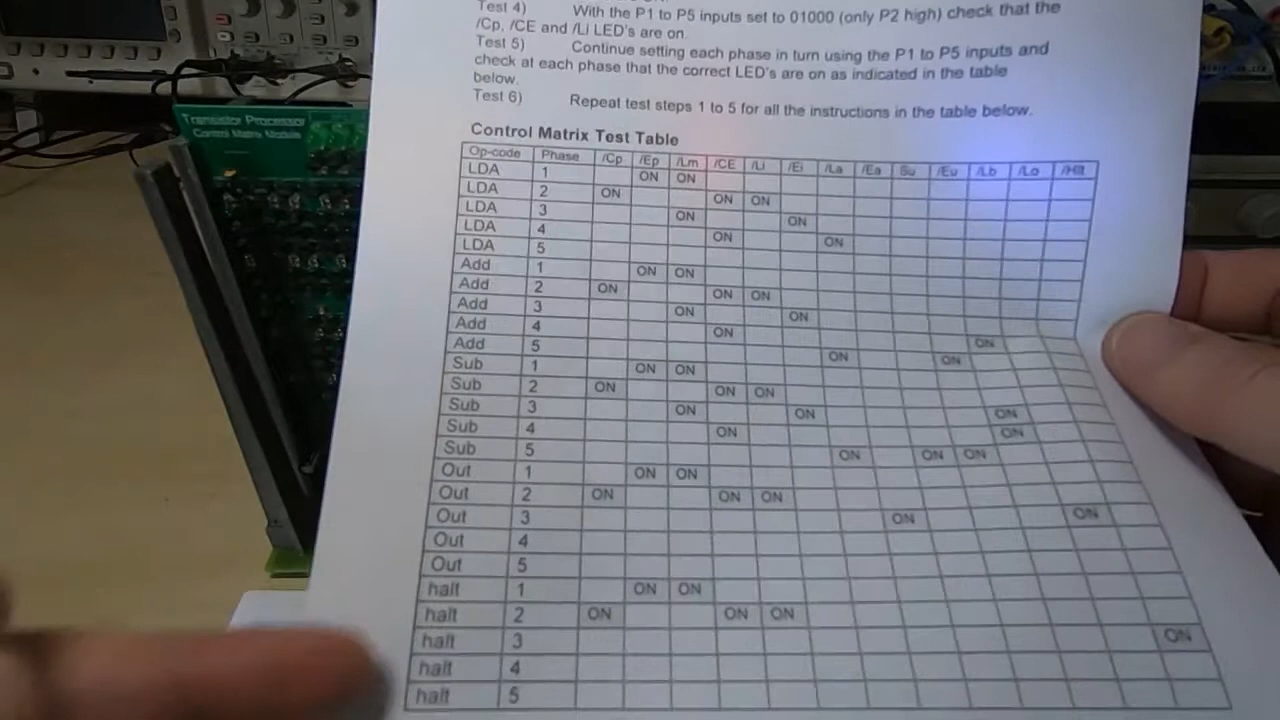 Test 4) With the P1 to P5 inputs set to 01000 (only P2 high) check that the
/Cp, /CE and /Li LED's are on.
Test 5) Continue setting each phase in turn using the P1 to P5 inputs and
check at each phase that the correct LED's are on as indicated in the table
below.
Test 6) Repeat test steps 1 to 5 for all the instructions in the table below.
Transistor Processor
Control Matrix Module
Control Matrix Test Table
Op-code Phase /Cp /Ep /Lm /CE /Li /Ei /La /Ea Su /Eu /Lb /Lo /Hlt
LDA 1 ON ON
LDA 2 ON ON ON
LDA 3 ON ON
LDA 4 ON ON
LDA 5
Add 1 ON ON
Add 2 ON ON ON
Add 3 ON ON
Add 4 ON ON
Add 5 ON ON
Sub 1 ON ON
Sub 2 ON ON ON
Sub 3 ON ON ON
Sub 4 ON ON
Sub 5 ON ON ON
Out 1 ON ON
Out 2 ON ON ON
Out 3 ON ON
Out 4
Out 5
halt 1 ON ON
halt 2 ON ON ON
halt 3 ON
halt 4
halt 5